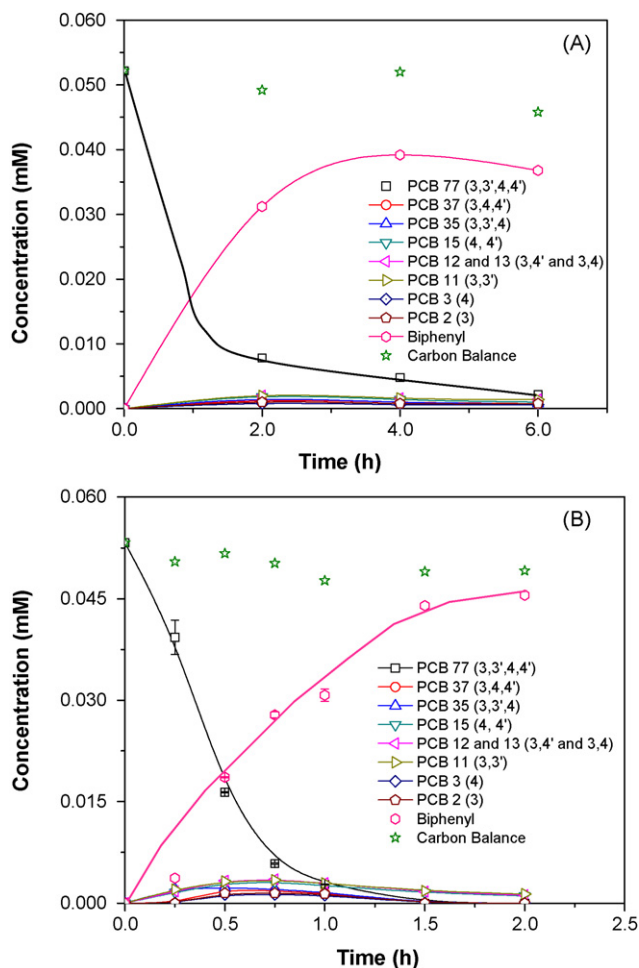 (A)
Concentration (mM)
0.060
0.050
0.040
0.030
0.020
0.010
0.000
PCB 77 (3,3',4,4')
PCB 37 (3,4,4')
PCB 35 (3,3',4)
PCB 15 (4, 4')
PCB 12 and 13 (3,4' and 3,4)
PCB 11 (3,3')
PCB 3 (4)
PCB 2 (3)
Biphenyl
Carbon Balance
0.0 2.0 4.0 6.0
Time (h)
(B)
Concentration (mM)
0.060
0.045
0.030
0.015
0.000
PCB 77 (3,3',4,4')
PCB 37 (3,4,4')
PCB 35 (3,3',4)
PCB 15 (4, 4')
PCB 12 and 13 (3,4' and 3,4)
PCB 11 (3,3')
PCB 3 (4)
PCB 2 (3)
Biphenyl
Carbon Balance
0.0 0.5 1.0 1.5 2.0 2.5
Time (h)